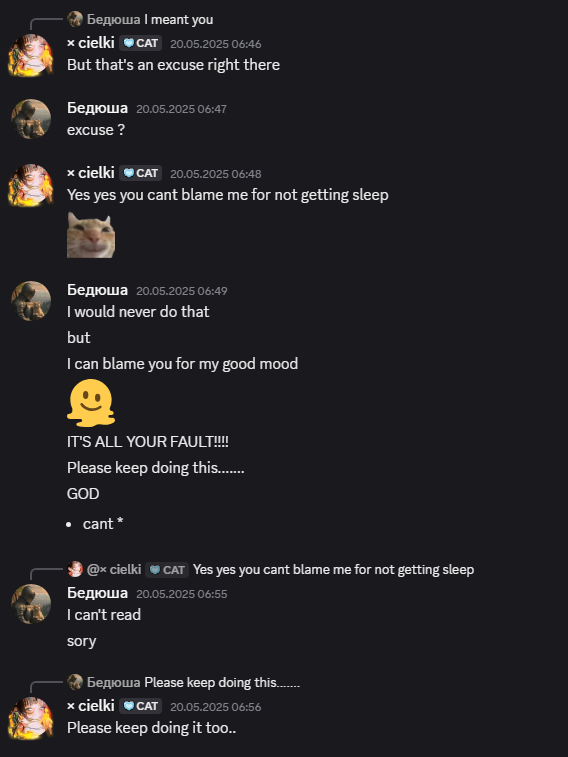 Бедюша I meant you
× cielki CAT 20.05.2025 06:46
But that's an excuse right there
Бедюша 20.05.2025 06:47
excuse ?
× cielki CAT 20.05.2025 06:48
Yes yes you cant blame me for not getting sleep
Бедюша 20.05.2025 06:49
I would never do that
but
I can blame you for my good mood
IT'S ALL YOUR FAULT!!!!
Please keep doing this.......
GOD
• cant *
@× cielki CAT Yes yes you cant blame me for not getting sleep
Бедюша 20.05.2025 06:55
I can't read
sory
Бедюша Please keep doing this.......
× cielki CAT 20.05.2025 06:56
Please keep doing it too..